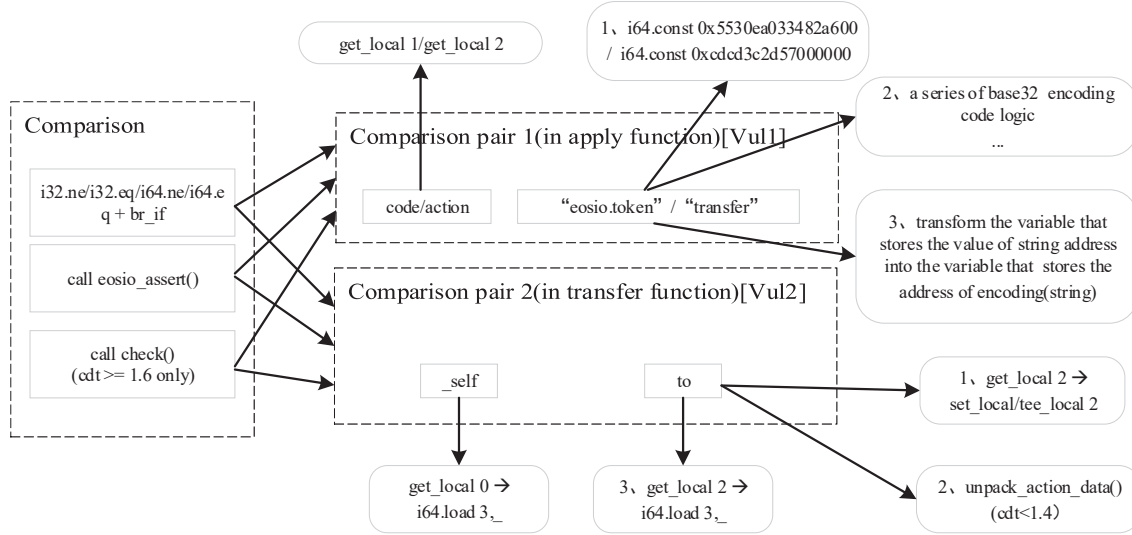 1、i64.const 0x5530ea033482a600
/ i64.const 0xcdcd3c2d57000000
get_local 1/get_local 2
2、a series of base32 encoding
code logic
...
Comparison
i32.ne/i32.eq/i64.ne/i64.e
q + br_if
call eosio_assert()
call check()
(cdt >= 1.6 only)
Comparison pair 1(in apply function)[Vul1]
code/action
“eosio.token” / “transfer”
3、transform the variable that
stores the value of string address
into the variable that stores the
address of encoding(string)
Comparison pair 2(in transfer function)[Vul2]
_self
to
1、get_local 2 →
set_local/tee_local 2
get_local 0 →
i64.load 3,_
3、get_local 2 →
i64.load 3,_
2、unpack_action_data()
(cdt<1.4)